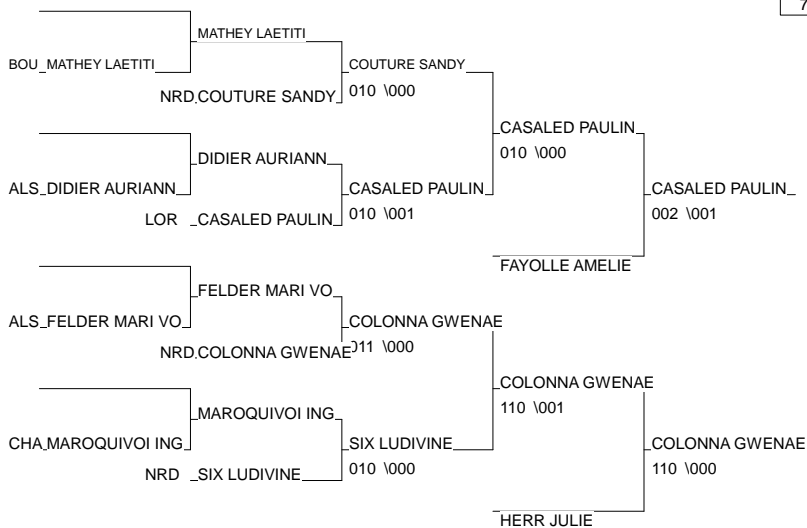 7
MATHEY LAETITI
BOU MATHEY LAETITI
COUTURE SANDY
NRD COUTURE SANDY
010 \000
CASALED PAULIN
010 \000
DIDIER AURIANN
ALS DIDIER AURIANN
CASALED PAULIN
CASALED PAULIN
LOR CASALED PAULIN
010 \001
002 \001
FAYOLLE AMELIE
FELDER MARI VO
ALS FELDER MARI VO
COLONNA GWENAE
NRD COLONNA GWENAE
011 \000
COLONNA GWENAE
110 \001
MAROQUIVOI ING
CHA MAROQUIVOI ING
SIX LUDIVINE
COLONNA GWENAE
NRD SIX LUDIVINE
010 \000
110 \000
HERR JULIE